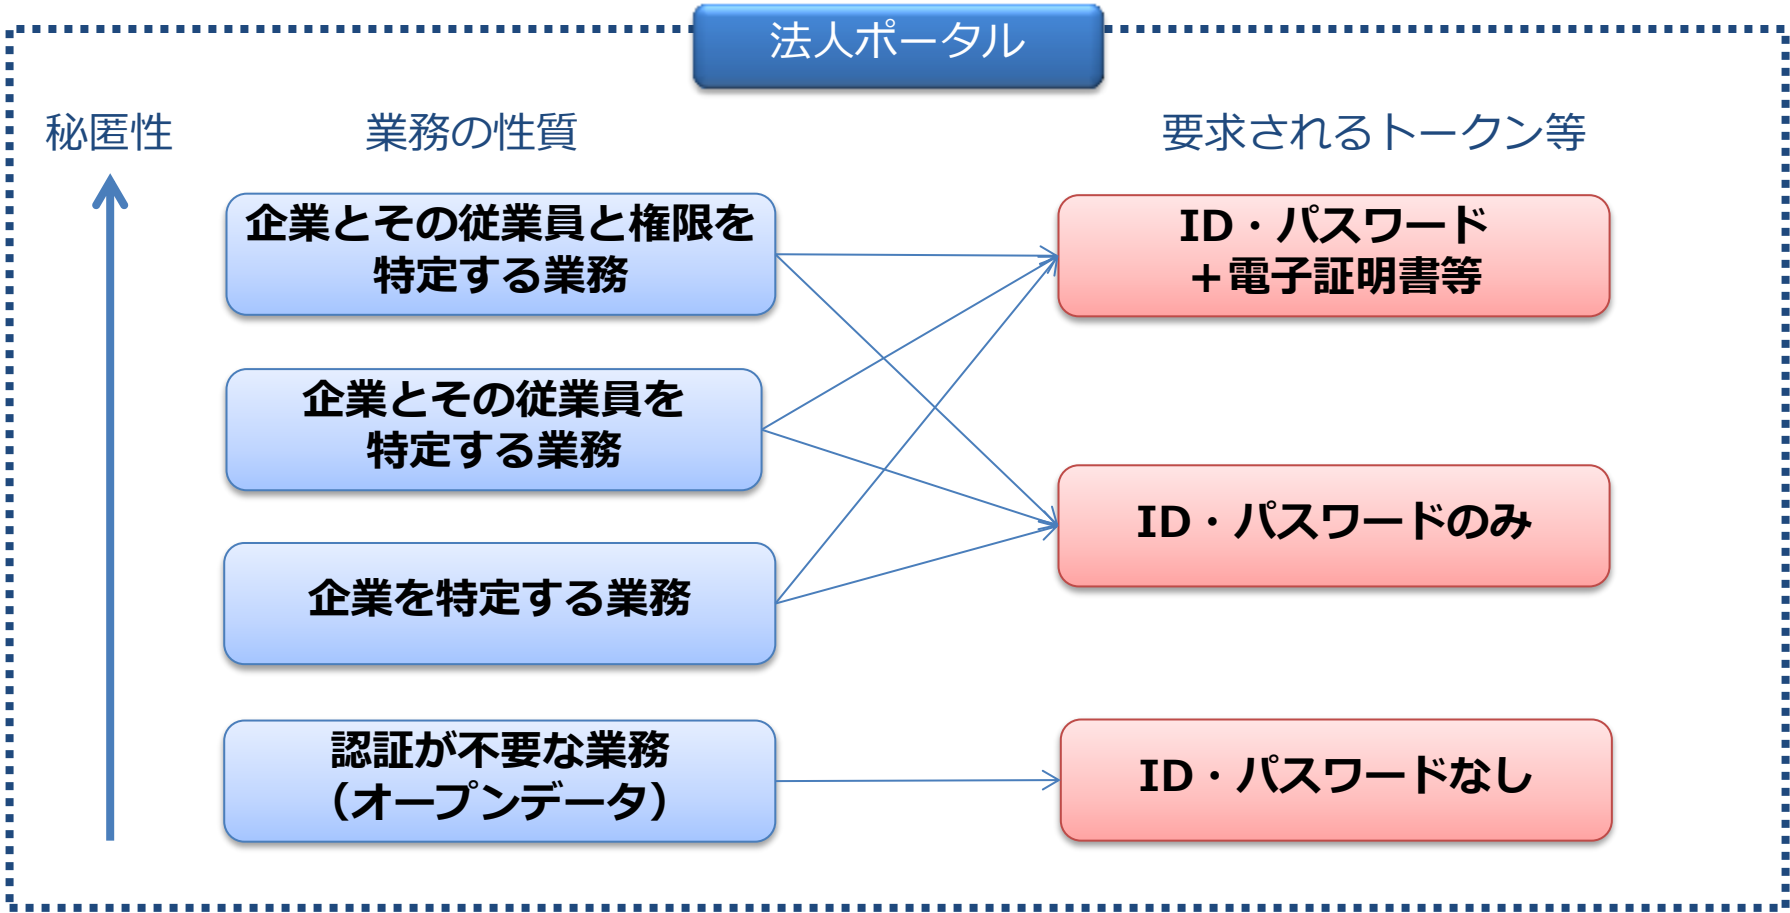 法人ポータル
秘匿性
業務の性質
要求されるトークン等
企業とその従業員と権限を
特定する業務
ID・パスワード
＋電子証明書等
企業とその従業員を
特定する業務
ID・パスワードのみ
企業を特定する業務
認証が不要な業務
（オープンデータ）
ID・パスワードなし